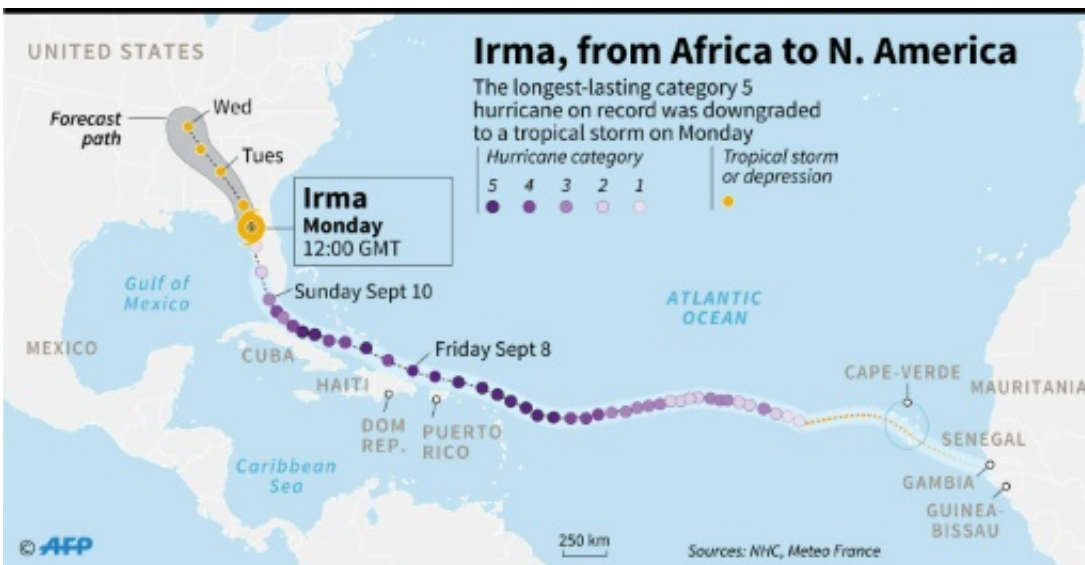 UNITED STATES
Irma, from Africa to N. America
The longest-lasting category 5
hurricane on record was downgraded
to a tropical storm on Monday
Hurricane category
5 4 3 2 1
Tropical storm
or depression
Forecast
path
Wed
Tues
Irma
Monday
12:00 GMT
Gulf of
Mexico
Sunday Sept 10
ATLANTIC
OCEAN
MEXICO
CUBA
Friday Sept 8
HAITI
DOM
REP.
PUERTO
RICO
CAPE-VERDE
MAURITANIA
SENEGAL
GAMBIA
GUINEA-
BISSAU
Caribbean
Sea
© AFP
250 km
Sources: NHC, Meteo France